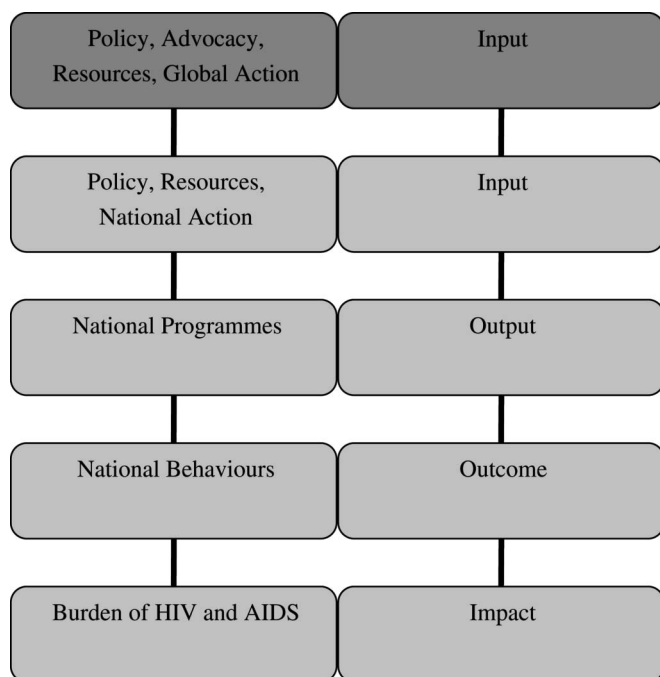 Policy, Advocacy,
Resources, Global Action
Input
Policy, Resources,
National Action
Input
National Programmes
Output
National Behaviours
Outcome
Burden of HIV and AIDS
Impact